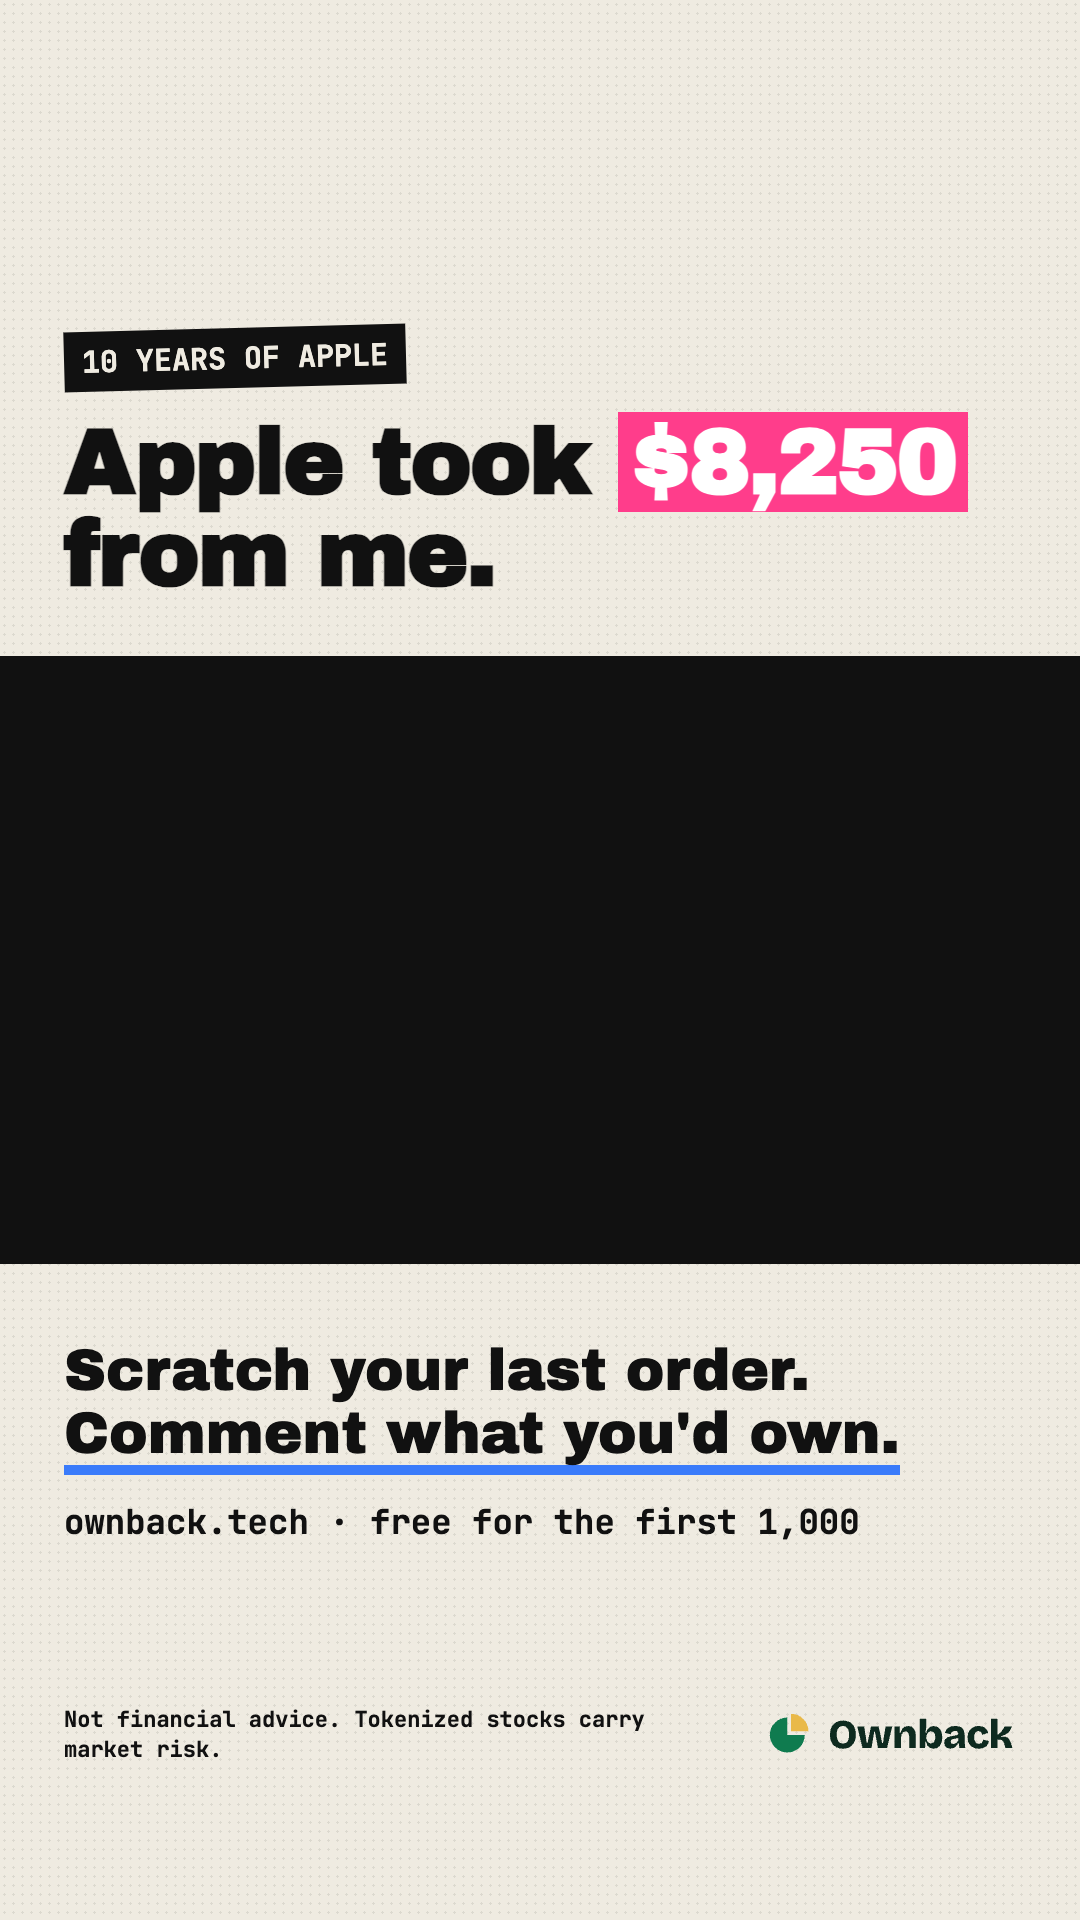 10 YEARS OF APPLE
Apple took $8,250
from me.
Scratch your last order.
Comment what you'd own.
ownback.tech · free for the first 1,000
Not financial advice. Tokenized stocks carry
market risk.
Ownback